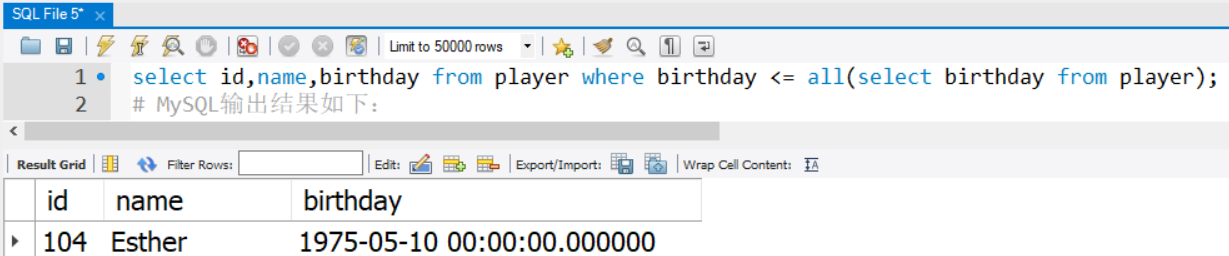 SQL File 5*
Limit to 50000 rows
1 select id,name,birthday from player where birthday <= all(select birthday from player);
2 # MySQL输出结果如下：
Result Grid Filter Rows: Edit: Export/Import: Wrap Cell Content: IA
id name birthday
104 Esther 1975-05-10 00:00:00.000000